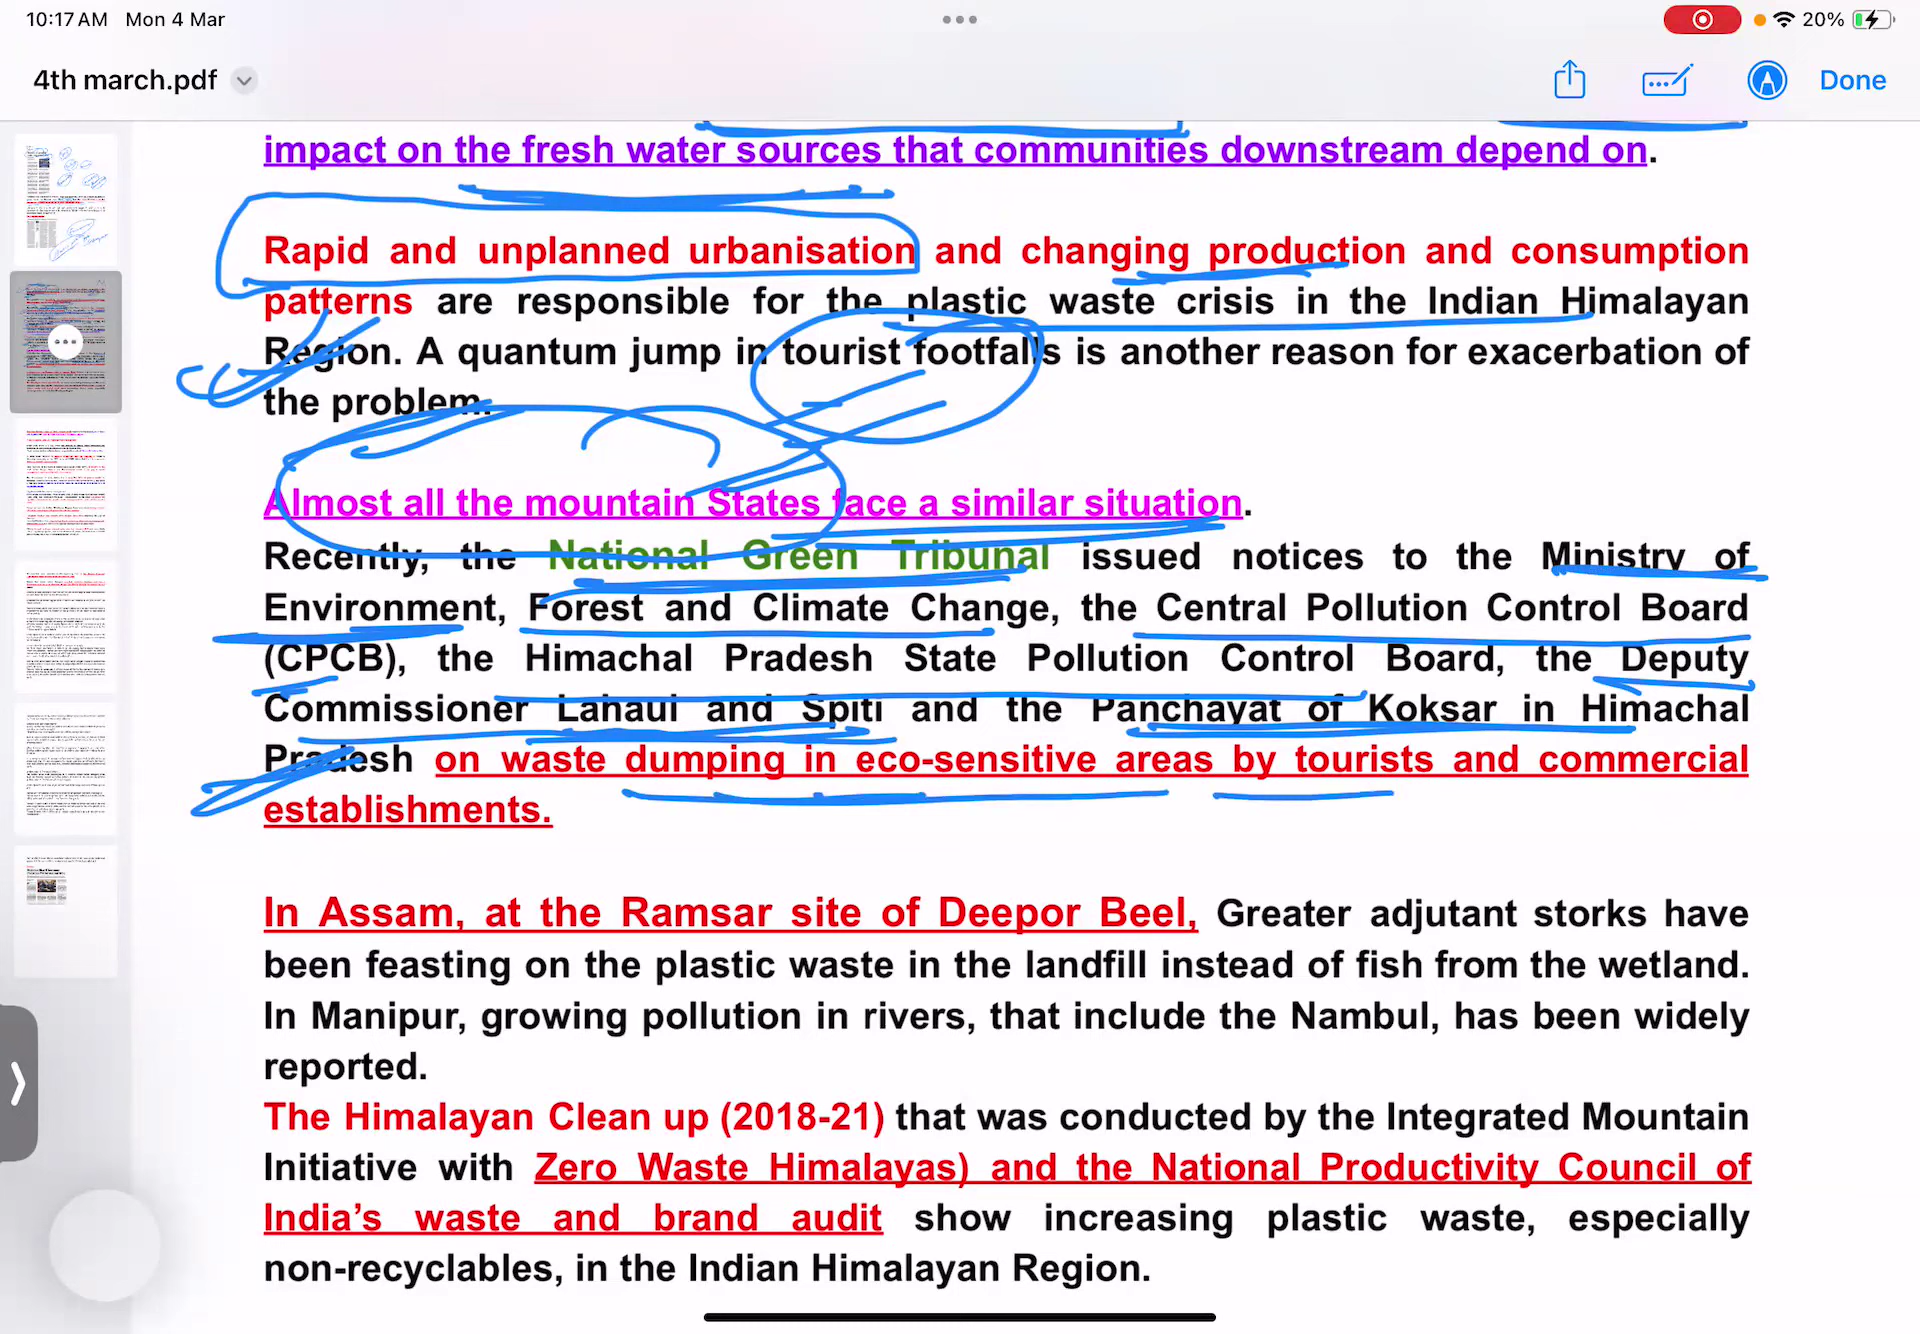 10:17 AM Mon 4 Mar
20%
4th march.pdf
Done
impact on the fresh water sources that communities downstream depend on.
Rapid and unplanned urbanisation and changing production and consumption
patterns are responsible for the plastic waste crisis in the Indian Himalayan
Region. A quantum jump in tourist footfalls is another reason for exacerbation of
the problem.
Almost all the mountain States face a similar situation.
Recently, the National Green Tribunal issued notices to the Ministry of
Environment, Forest and Climate Change, the Central Pollution Control Board
(CPCB), the Himachal Pradesh State Pollution Control Board, the Deputy
Commissioner Lahaul and Spiti and the Panchayat of Koksar in Himachal
Pradesh on waste dumping in eco-sensitive areas by tourists and commercial
establishments.
In Assam, at the Ramsar site of Deepor Beel, Greater adjutant storks have
been feasting on the plastic waste in the landfill instead of fish from the wetland.
In Manipur, growing pollution in rivers, that include the Nambul, has been widely
reported.
The Himalayan Clean up (2018-21) that was conducted by the Integrated Mountain
Initiative with Zero Waste Himalayas) and the National Productivity Council of
India’s waste and brand audit show increasing plastic waste, especially
non-recyclables, in the Indian Himalayan Region.